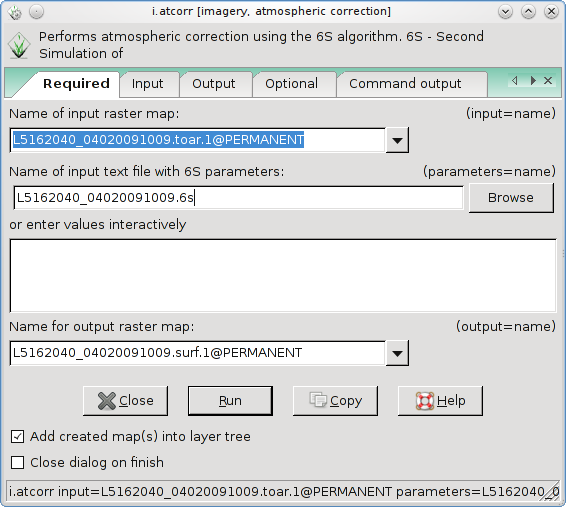 i.atcorr [imagery, atmospheric correction]
Performs atmospheric correction using the 6S algorithm. 6S - Second
Simulation of
Required Input Output Optional Command output
Name of input raster map: (input=name)
L5162040_04020091009.toar.1@PERMANENT
Name of input text file with 6S parameters: (parameters=name)
L5162040_04020091009.6s Browse
or enter values interactively
Name for output raster map: (output=name)
L5162040_04020091009.surf.1@PERMANENT
Close Run Copy Help
Add created map(s) into layer tree
Close dialog on finish
i.atcorr input=L5162040_04020091009.toar.1@PERMANENT parameters=L5162040_0